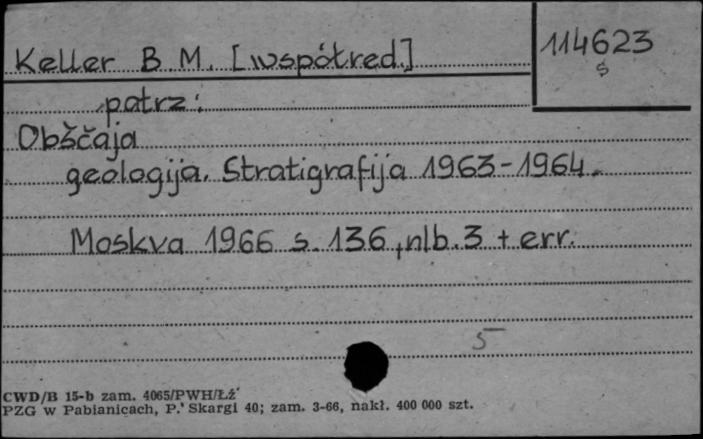 Keller B. M. [współred.]
114623
S
patrz:
Obščaja
geologija. Stratigrafija 1963-1964.
Moskva 1966 s. 136, nlb. 3 + err.
5
CWD/B 15-b zam. 4065/PWH/Łź
PZG w Pabianicach, P. Skargi 40; zam. 3-66, nakł. 400 000 szt.